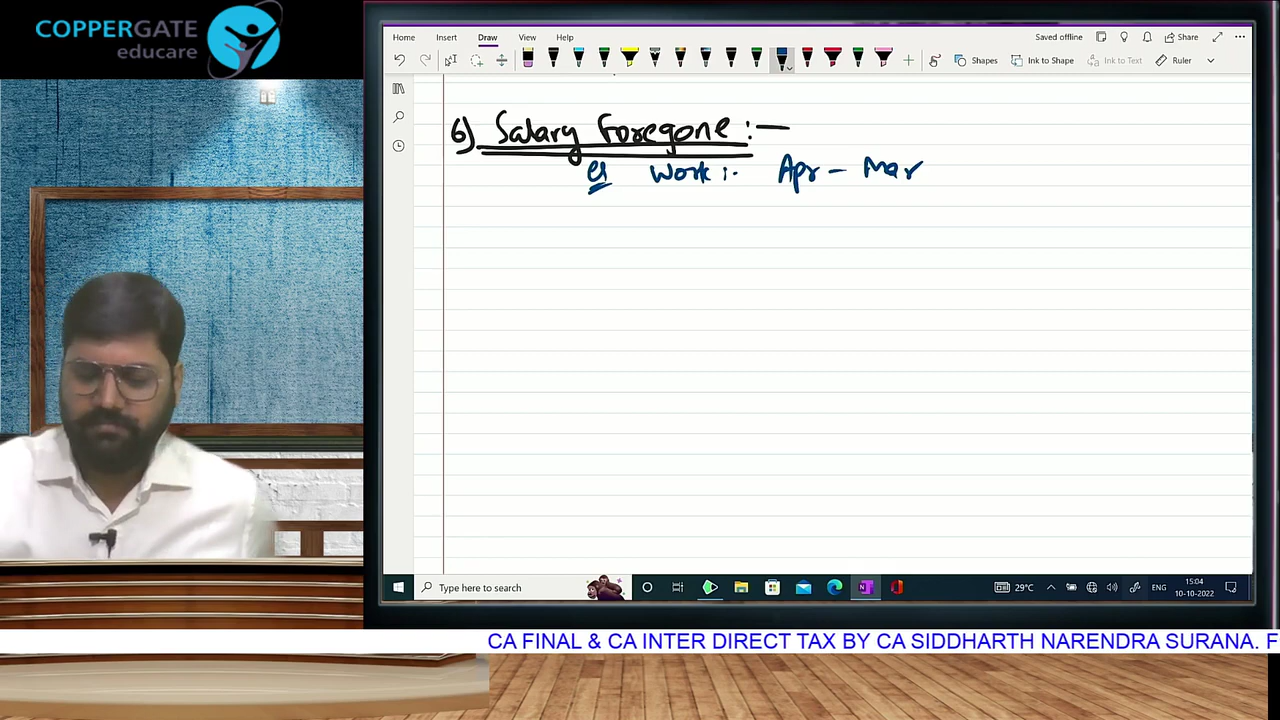 COPPERGATE
educare
Home Insert Draw View Help
Saved offline Share
Shapes Ink to Shape Ink to Text Ruler
6) Salary Foregone :-
eg Work :- Apr - Mar
Type here to search
29°C ENG 15:04
10-10-2022
CA FINAL & CA INTER DIRECT TAX BY CA SIDDHARTH NARENDRA SURANA. F